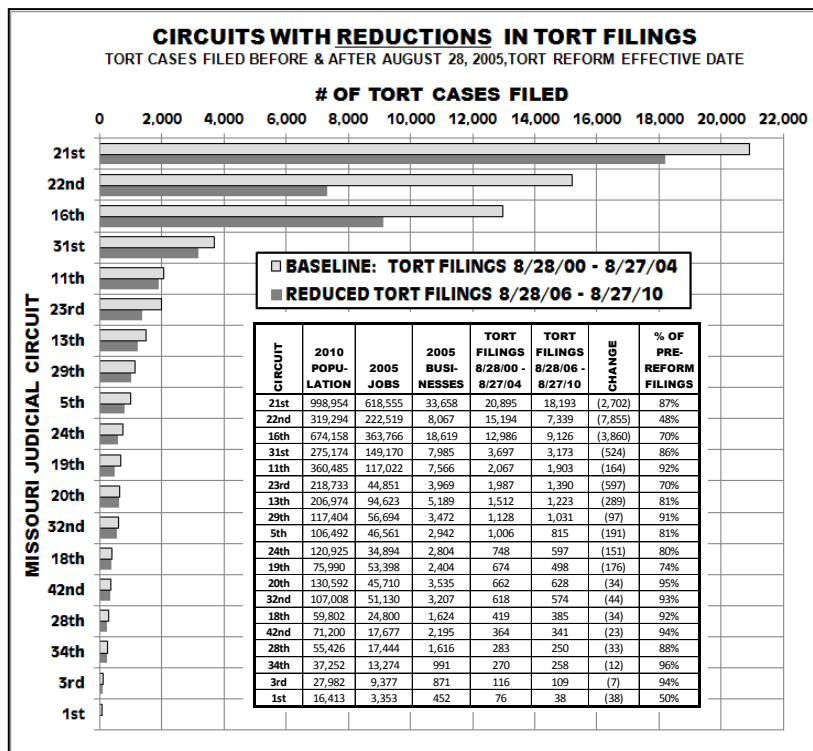 CIRCUITS WITH REDUCTIONS IN TORT FILINGS
TORT CASES FILED BEFORE & AFTER AUGUST 28, 2005,TORT REFORM EFFECTIVE DATE
# OF TORT CASES FILED
0 2,000 4,000 6,000 8,000 10,000 12,000 14,000 16,000 18,000 20,000 22,000
MISSOURI JUDICIAL CIRCUIT
21st
22nd
16th
31st
11th
23rd
13th
29th
5th
24th
19th
20th
32nd
18th
42nd
28th
34th
3rd
1st
BASELINE: TORT FILINGS 8/28/00 - 8/27/04
REDUCED TORT FILINGS 8/28/06 - 8/27/10
CIRCUIT 2010 POPU- LATION 2005 JOBS 2005 BUSI- NESSES TORT FILINGS 8/28/00 - 8/27/04 TORT FILINGS 8/28/06 - 8/27/10 CHANGE % OF PRE- REFORM FILINGS
21st 998,954 618,555 33,658 20,895 18,193 (2,702) 87%
22nd 319,294 222,519 8,067 15,194 7,339 (7,855) 48%
16th 674,158 363,766 18,619 12,986 9,126 (3,860) 70%
31st 275,174 149,170 7,985 3,697 3,173 (524) 86%
11th 360,485 117,022 7,566 2,067 1,903 (164) 92%
23rd 218,733 44,851 3,969 1,987 1,390 (597) 70%
13th 206,974 94,623 5,189 1,512 1,223 (289) 81%
29th 117,404 56,694 3,472 1,128 1,031 (97) 91%
5th 106,492 46,561 2,942 1,006 815 (191) 81%
24th 120,925 34,894 2,804 748 597 (151) 80%
19th 75,990 53,398 2,404 674 498 (176) 74%
20th 130,592 45,710 3,535 662 628 (34) 95%
32nd 107,008 51,130 3,207 618 574 (44) 93%
18th 59,802 24,800 1,624 419 385 (34) 92%
42nd 71,200 17,677 2,195 364 341 (23) 94%
28th 55,426 17,444 1,616 283 250 (33) 88%
34th 37,252 13,274 991 270 258 (12) 96%
3rd 27,982 9,377 871 116 109 (7) 94%
1st 16,413 3,353 452 76 38 (38) 50%